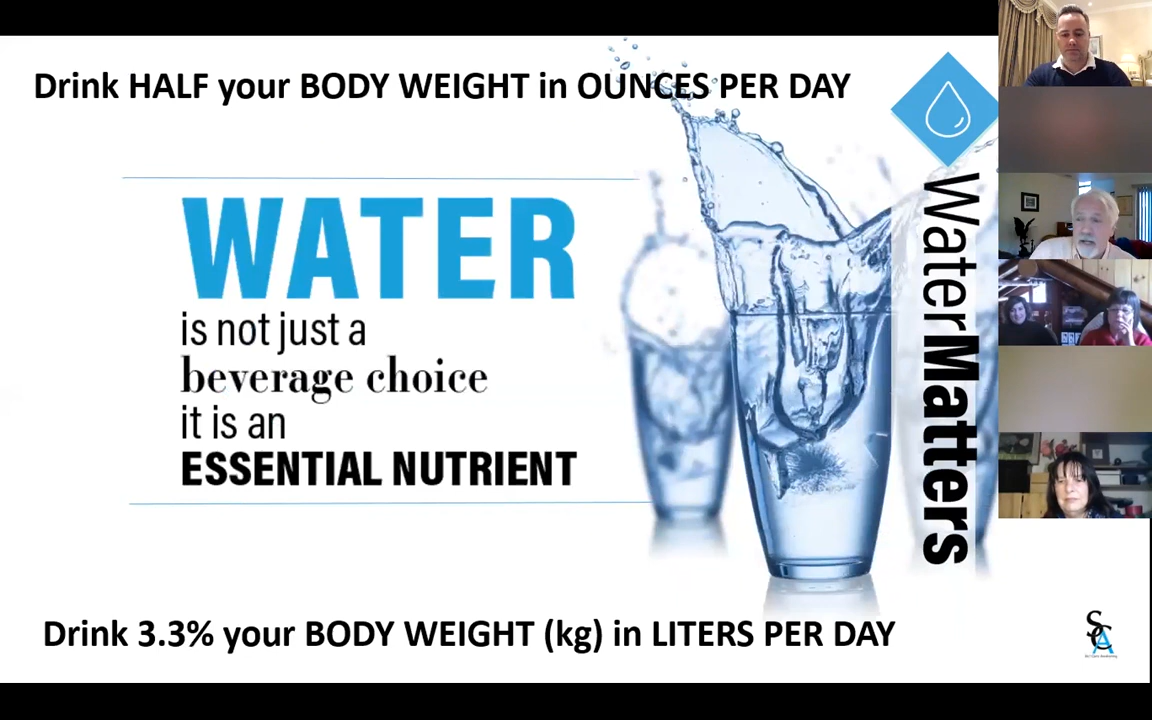 Drink HALF your BODY WEIGHT in OUNCES PER DAY
WATER
is not just a
beverage choice
it is an
ESSENTIAL NUTRIENT
WaterMatters
Drink 3.3% your BODY WEIGHT (kg) in LITERS PER DAY
SCA